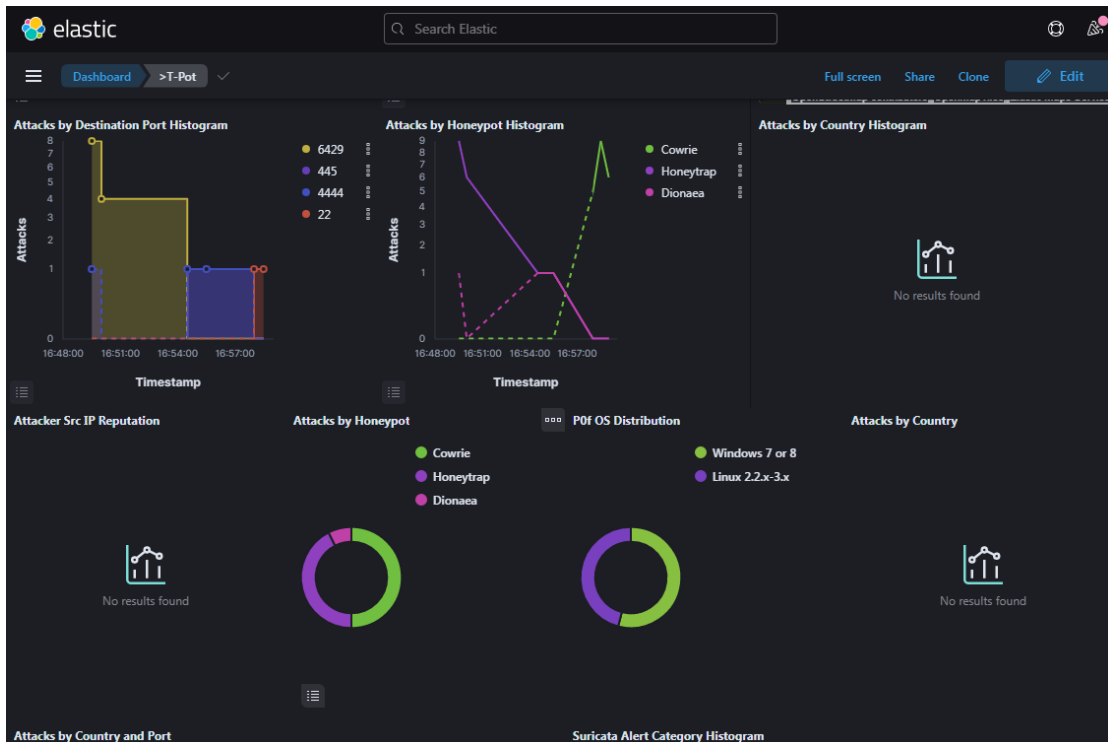 elastic
Search Elastic
Dashboard
>T-Pot
Full screen
Share
Clone
Edit
Attacks by Destination Port Histogram
8
7
6
5
4
3
2
1
0
Attacks
16:48:00 16:51:00 16:54:00 16:57:00
Timestamp
6429
445
4444
22
Attacks by Honeypot Histogram
9
8
7
6
5
4
3
2
1
0
Attacks
16:48:00 16:51:00 16:54:00 16:57:00
Timestamp
Cowrie
Honeytrap
Dionaea
Attacks by Country Histogram
No results found
Attacker Src IP Reputation
No results found
Attacks by Honeypot
Cowrie
Honeytrap
Dionaea
P0f OS Distribution
Windows 7 or 8
Linux 2.2.x-3.x
Attacks by Country
No results found
Attacks by Country and Port
Suricata Alert Category Histogram